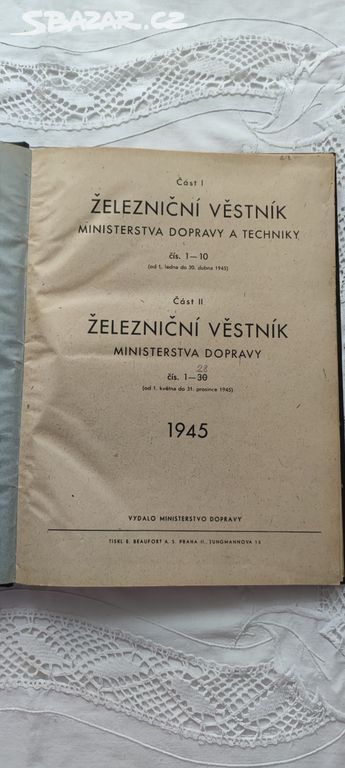 SBAZAR.CZ
Část I
ŽELEZNIČNÍ VĚSTNÍK
MINISTERSTVA DOPRAVY A TECHNIKY
čís. 1—10
(od 1. ledna do 30. dubna 1945)
Část II
ŽELEZNIČNÍ VĚSTNÍK
MINISTERSTVA DOPRAVY
28
čís. 1—30
(od 1. května do 31. prosince 1945)
1945
VYDALO MINISTERSTVO DOPRAVY
TISKL E. BEAUFORT A. S. PRAHA II., JUNGMANNOVA 15